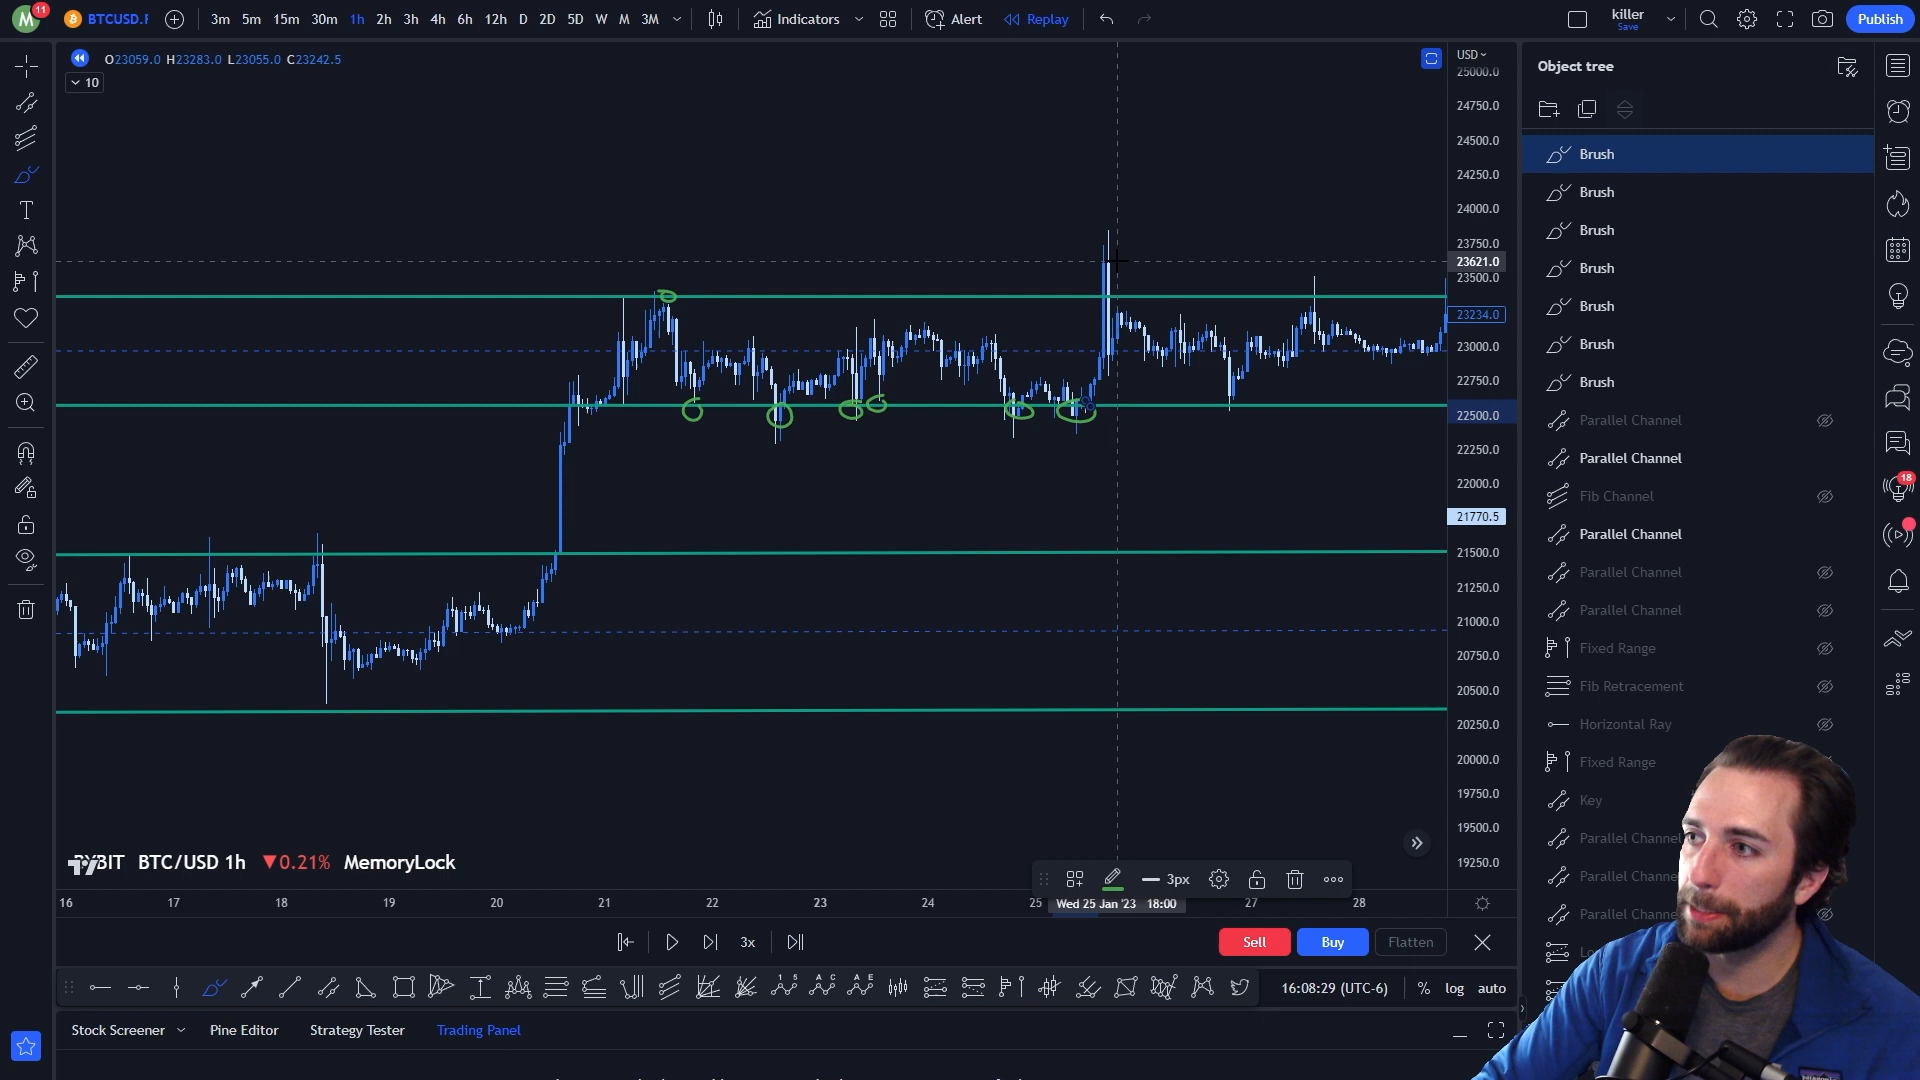 M 11 BTCUSD.P 3m 5m 15m 30m 1h 2h 3h 4h 6h 12h D 2D 5D W M 3M Indicators Alert Replay killer Save Publish
O23059.0 H23283.0 L23055.0 C23242.5
10
USD
25000.0
24750.0
24500.0
24250.0
24000.0
23750.0
23621.0
23500.0
23234.0
23000.0
22750.0
22500.0
22250.0
22000.0
21770.5
21500.0
21250.0
21000.0
20750.0
20500.0
20250.0
20000.0
19750.0
19500.0
19250.0
Object tree
Brush
Brush
Brush
Brush
Brush
Brush
Brush
Parallel Channel
Parallel Channel
Fib Channel
Parallel Channel
Parallel Channel
Parallel Channel
Fixed Range
Fib Retracement
Horizontal Ray
Fixed Range
Key
Parallel Channel
Parallel
Parallel
18
BTC/USD 1h ▼0.21% MemoryLock
3px
16 17 18 19 20 21 22 23 24 25 Wed 25 Jan '23 18:00 27 28
3x Sell Buy Flatten
16:08:29 (UTC-6) % log auto
Stock Screener Pine Editor Strategy Tester Trading Panel